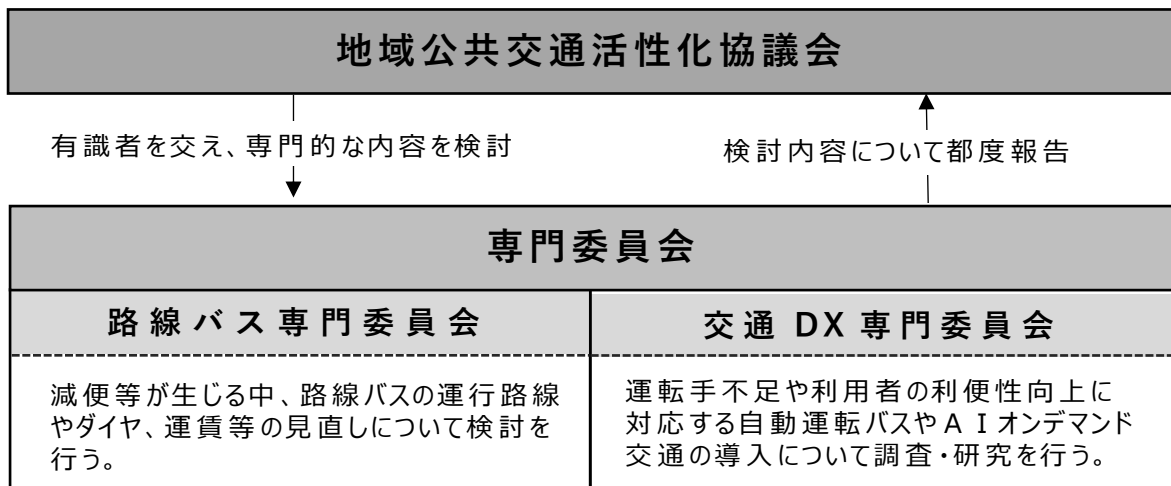 地域公共交通活性化協議会
有識者を交え、専門的な内容を検討
検討内容について都度報告
専門委員会
路線バス専門委員会
減便等が生じる中、路線バスの運行路線
やダイヤ、運賃等の見直しについて検討を
行う。
交通 DX 専門委員会
運転手不足や利用者の利便性向上に
対応する自動運転バスやＡＩオンデマンド
交通の導入について調査・研究を行う。